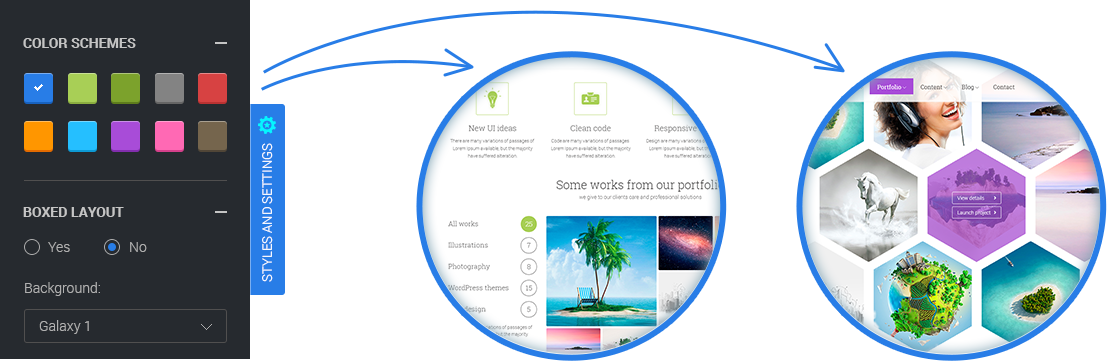 COLOR SCHEMES
BOXED LAYOUT
Yes
No
Background:
Galaxy 1
STYLES AND SETTINGS
New UI ideas
There are many variations of passages of
Lorem Ipsum available, but the majority
have suffered alteration.
Clean code
Code are many variations of passages of
Lorem Ipsum available, but the majority
have suffered alteration.
Responsive
Design are many variations
Lorem Ipsum available,
have suffered
Some works from our portfoli
we give to our clients care and professional solutions.
All works
25
Illustrations
7
Photography
8
WordPress themes
15
design
5
variations of passages of
but the majority
Portfolio
Content
Blog
Contact
View details
Launch project